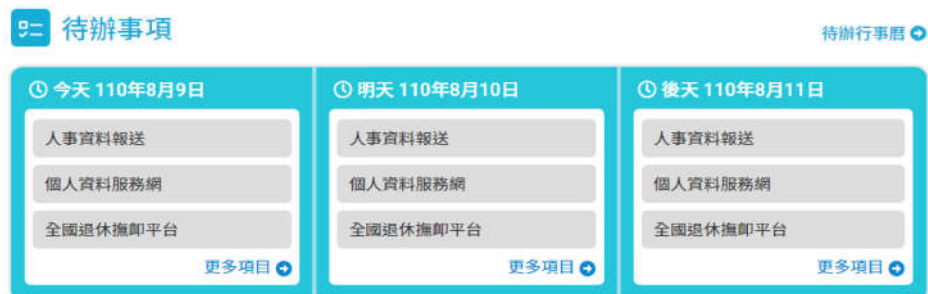 待辦事項
待辦行事曆
今天 110年8月9日
人事資料報送
個人資料服務網
全國退休撫卹平台
更多項目
明天 110年8月10日
人事資料報送
個人資料服務網
全國退休撫卹平台
更多項目
後天 110年8月11日
人事資料報送
個人資料服務網
全國退休撫卹平台
更多項目